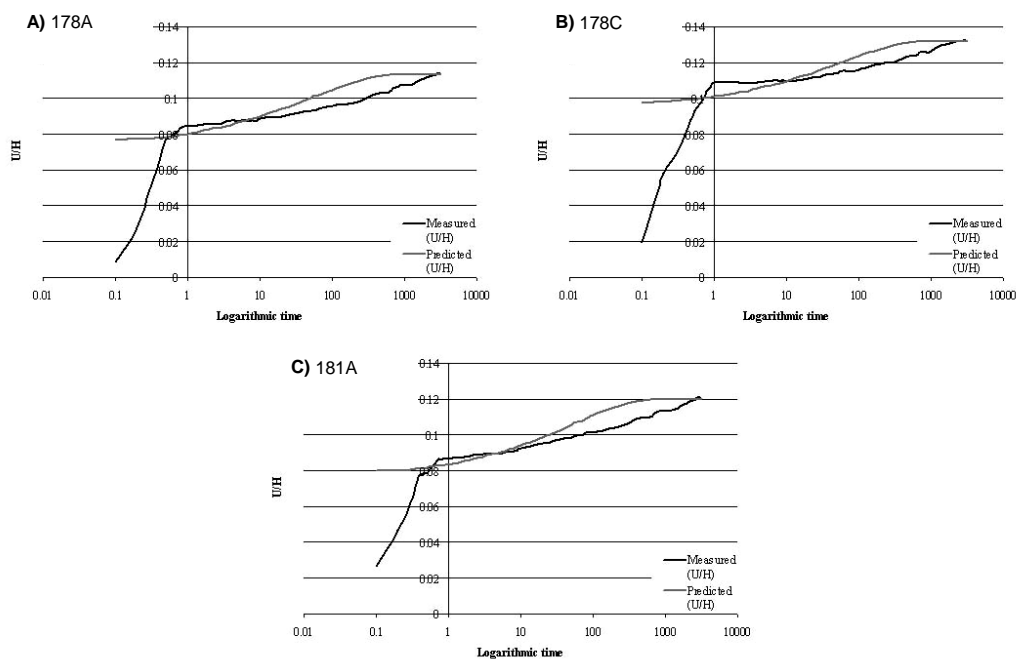 A) 178A
0.14
0.12
0.1
0.08
0.06
0.04
0.02
0
U/H
0.01 0.1 1 10 100 1000 10000
Logarithmic time
Measured
(U/H)
Predicted
(U/H)
B) 178C
0.14
0.12
0.1
0.08
0.06
0.04
0.02
0
U/H
0.01 0.1 1 10 100 1000 10000
Logarithmic time
Measured
(U/H)
Predicted
(U/H)
C) 181A
0.14
0.12
0.1
0.08
0.06
0.04
0.02
0
U/H
0.01 0.1 1 10 100 1000 10000
Logarithmic time
Measured
(U/H)
Predicted
(U/H)